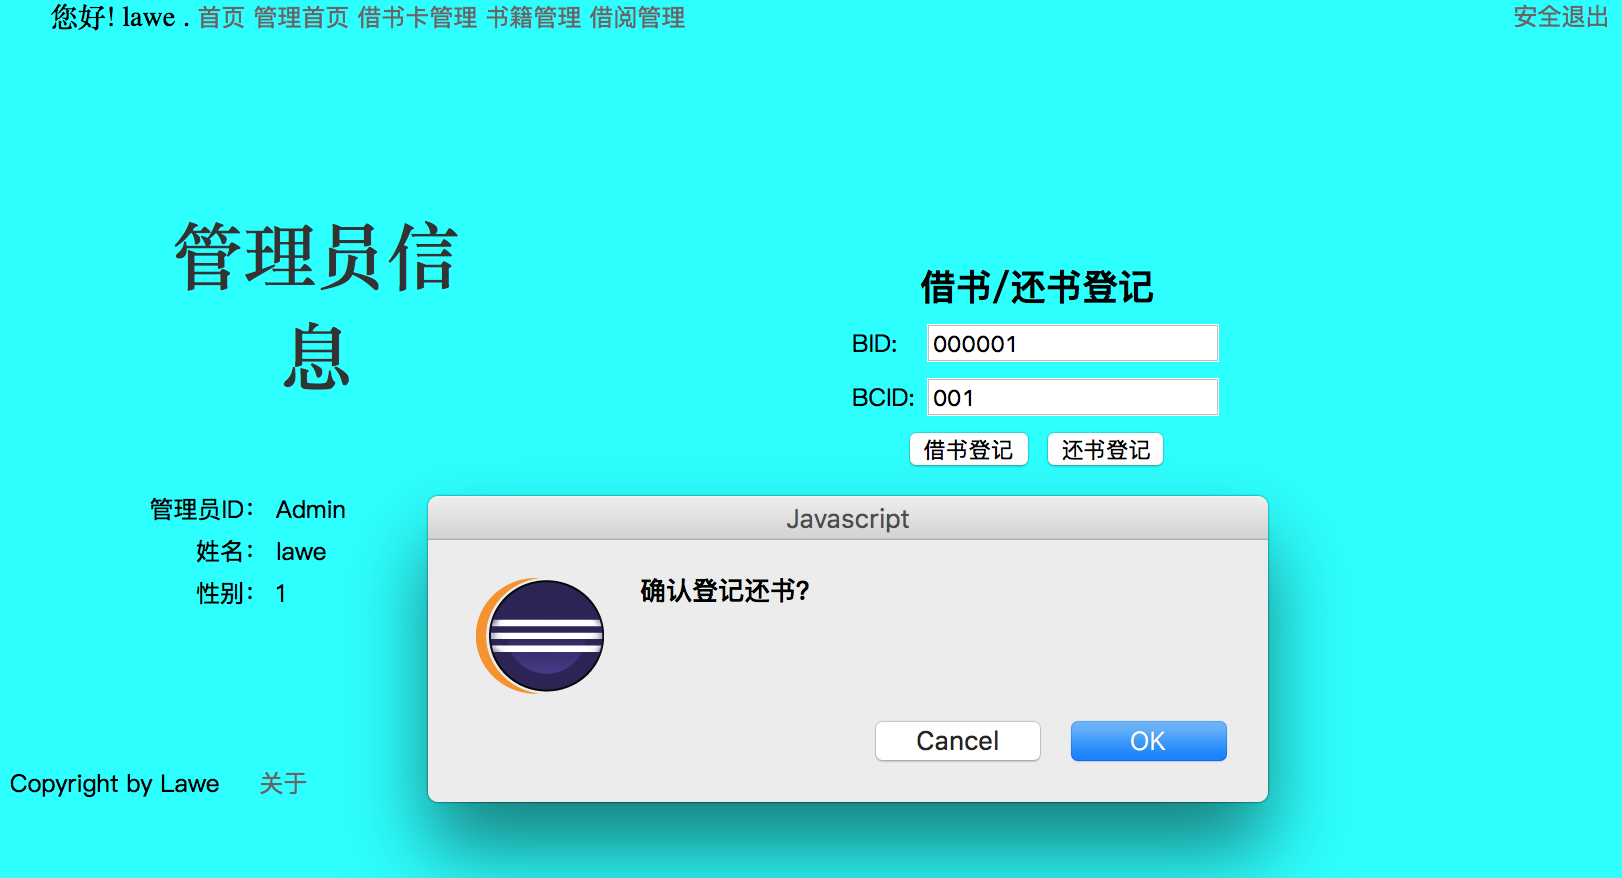 您好! lawe . 首页 管理首页 借书卡管理 书籍管理 借阅管理 安全退出
管理员信
息
管理员ID： Admin
姓名： lawe
性别： 1
借书/还书登记
BID: 000001
BCID: 001
借书登记 还书登记
Javascript
确认登记还书?
Cancel OK
Copyright by Lawe 关于